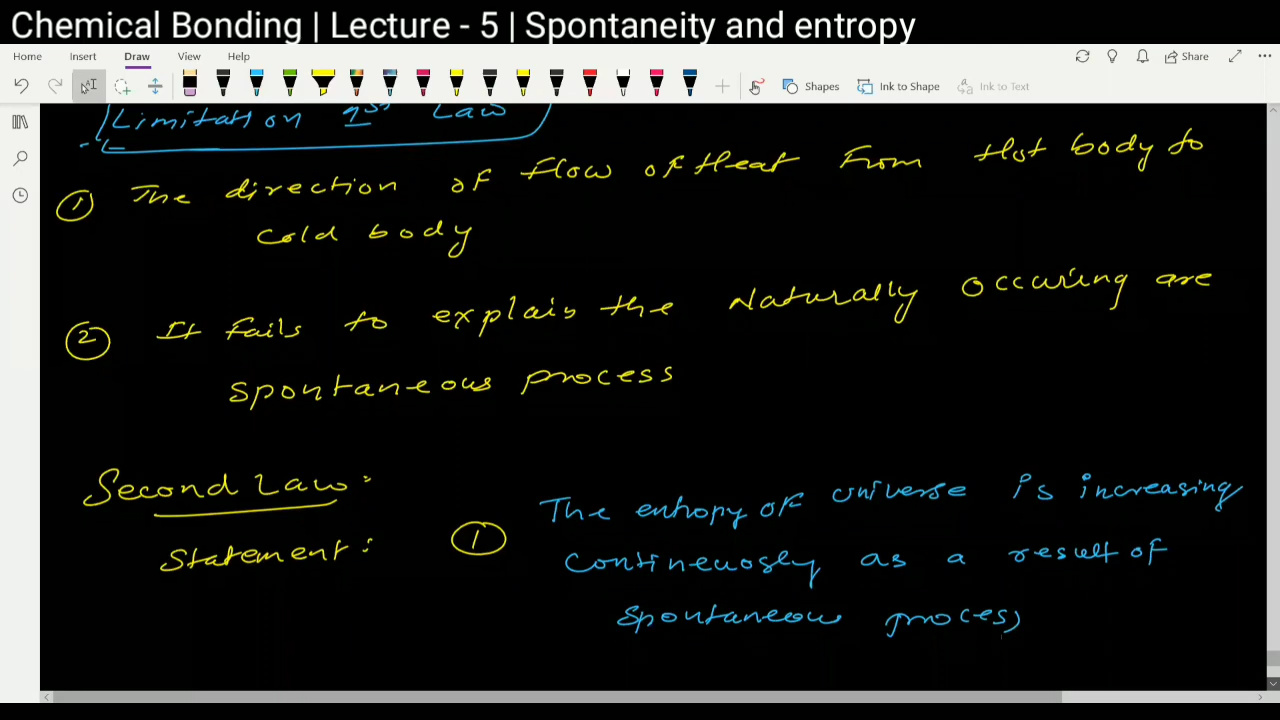 Chemical Bonding | Lecture - 5 | Spontaneity and entropy
Home Insert Draw View Help
Share
Shapes Ink to Shape Ink to Text
Limitation 1st Law
① The direction of flow of Heat From Hot body to
Cold body
② It fails to explain the Naturally Occuring are
spontaneous process
Second Law:
Statement: ① The entropy of universe is increasing
Contineuosly as a result of
Spontaneous process